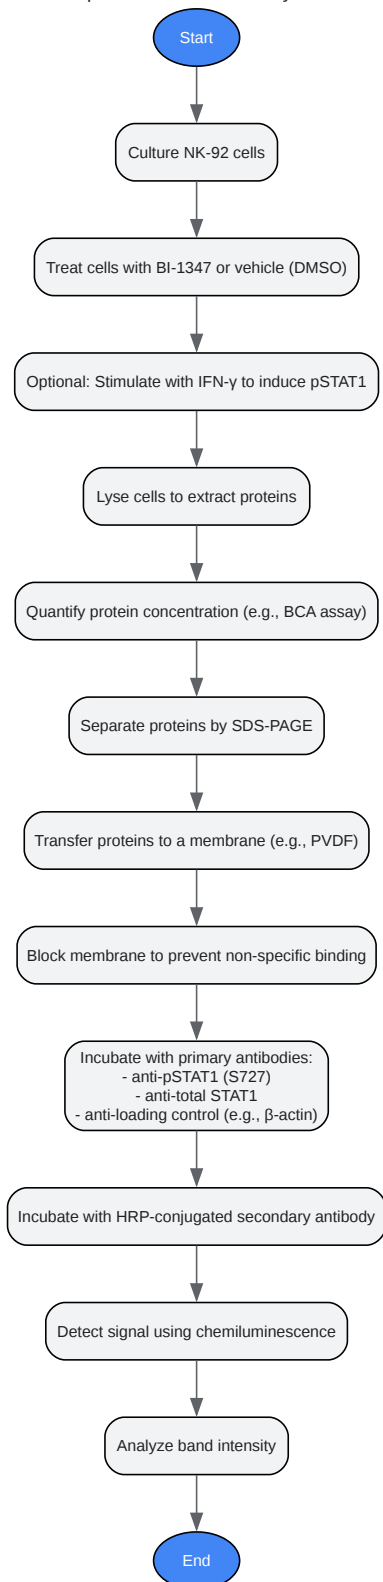 Start
Culture NK-92 cells
Treat cells with BI-1347 or vehicle (DMSO)
Optional: Stimulate with IFN-γ to induce pSTAT1
Lyse cells to extract proteins
Quantify protein concentration (e.g., BCA assay)
Separate proteins by SDS-PAGE
Transfer proteins to a membrane (e.g., PVDF)
Block membrane to prevent non-specific binding
Incubate with primary antibodies:
- anti-pSTAT1 (S727)
- anti-total STAT1
- anti-loading control (e.g., β-actin)
Incubate with HRP-conjugated secondary antibody
Detect signal using chemiluminescence
Analyze band intensity
End